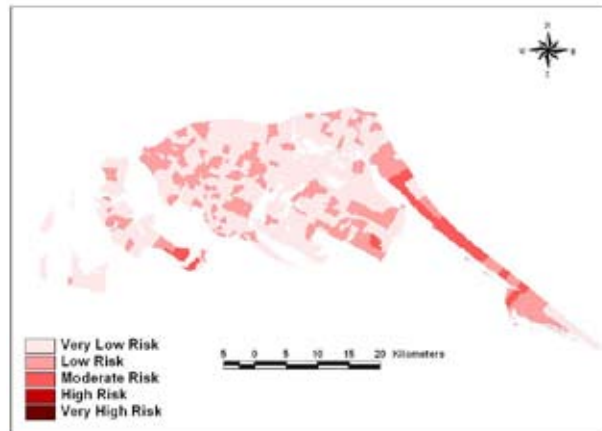 Very Low Risk
Low Risk
Moderate Risk
High Risk
Very High Risk
5 0 5 10 15 20 Kilometers